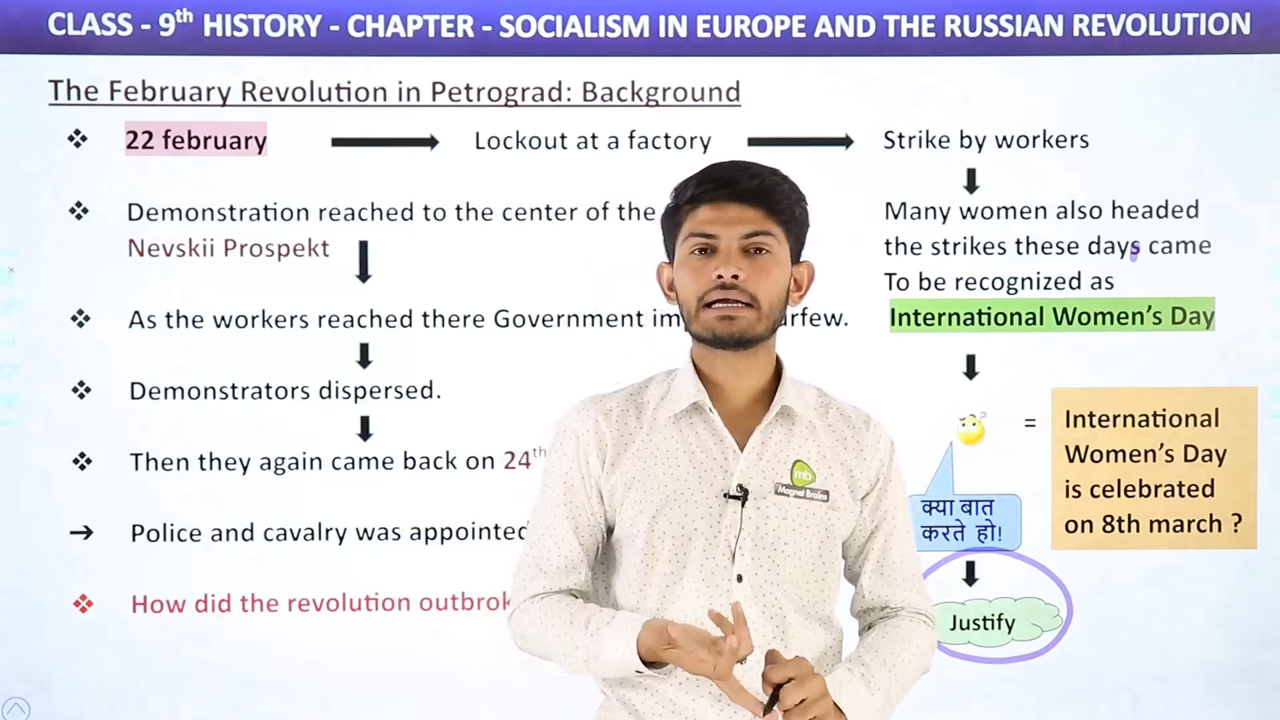 CLASS - 9th HISTORY - CHAPTER - SOCIALISM IN EUROPE AND THE RUSSIAN REVOLUTION
The February Revolution in Petrograd: Background
22 february
Lockout at a factory
Strike by workers
Demonstration reached to the center of the
Nevskii Prospekt
Many women also headed
the strikes these days came
To be recognized as
International Women's Day
As the workers reached there Government
Demonstrators dispersed.
Then they again came back on 24th
Police and cavalry was appointed
How did the revolution
=
International
Women's Day
is celebrated
on 8th march ?
क्या बात
करते हो!
Justify
mb
Magnet Brains